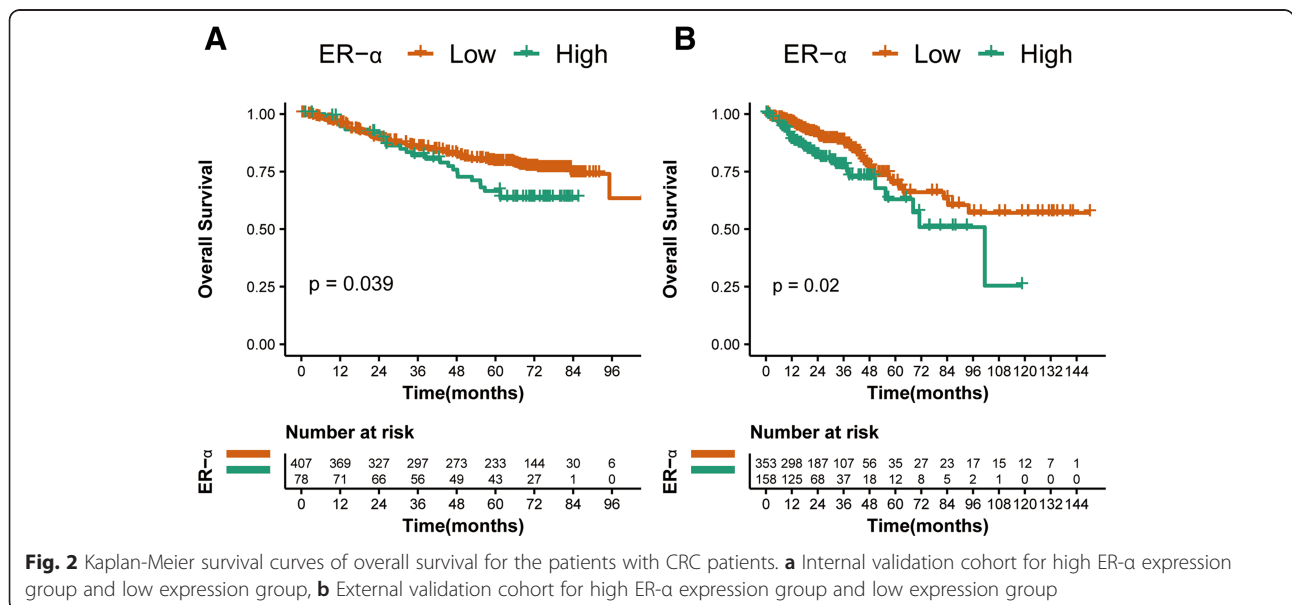 A
ER−α Low High
1.00
0.75
0.50
0.25
0.00
Overall Survival
p = 0.039
0 12 24 36 48 60 72 84 96
Time(months)
Number at risk
ER−α
407 369 327 297 273 233 144 30 6
78 71 66 56 49 43 27 1 0
0 12 24 36 48 60 72 84 96
Time(months)
B
ER−α Low High
1.00
0.75
0.50
0.25
0.00
Overall Survival
p = 0.02
0 12 24 36 48 60 72 84 96 108 120 132 144
Time(months)
Number at risk
ER−α
353 298 187 107 56 35 27 23 17 15 12 7 1
158 125 68 37 18 12 8 5 2 1 0 0 0
0 12 24 36 48 60 72 84 96 108 120 132 144
Time(months)
Fig. 2 Kaplan-Meier survival curves of overall survival for the patients with CRC patients. a Internal validation cohort for high ER-α expression
group and low expression group, b External validation cohort for high ER-α expression group and low expression group